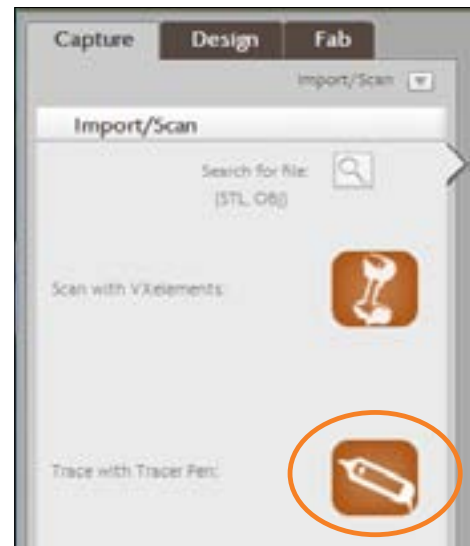 Capture Design Fab
Import/Scan
Import/Scan
Search for file:
(STL, OBJ)
Scan with VXelements:
Trace with Tracer Pen: